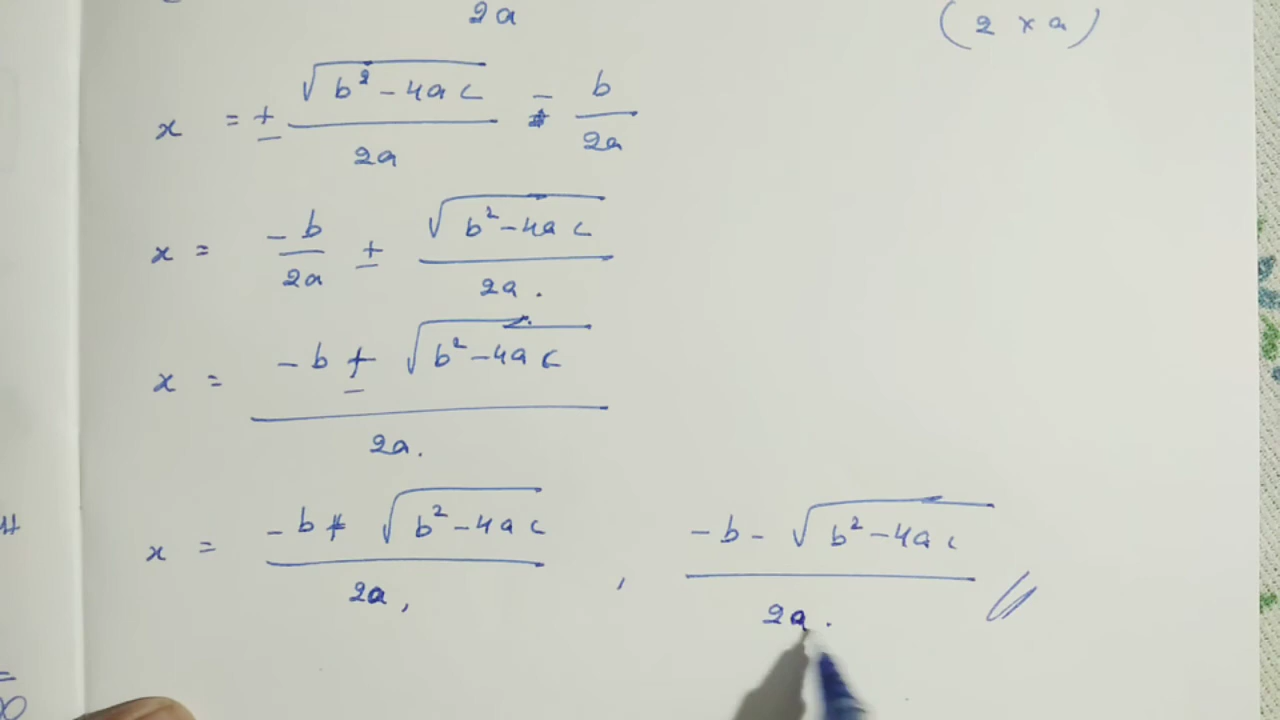 2a (2 × a)
x = ± √(b² - 4ac) / 2a - b / 2a
x = -b / 2a ± √(b² - 4ac) / 2a.
x = -b ± √(b² - 4ac) / 2a.
x = -b + √(b² - 4ac) / 2a, , -b - √(b² - 4ac) / 2a.